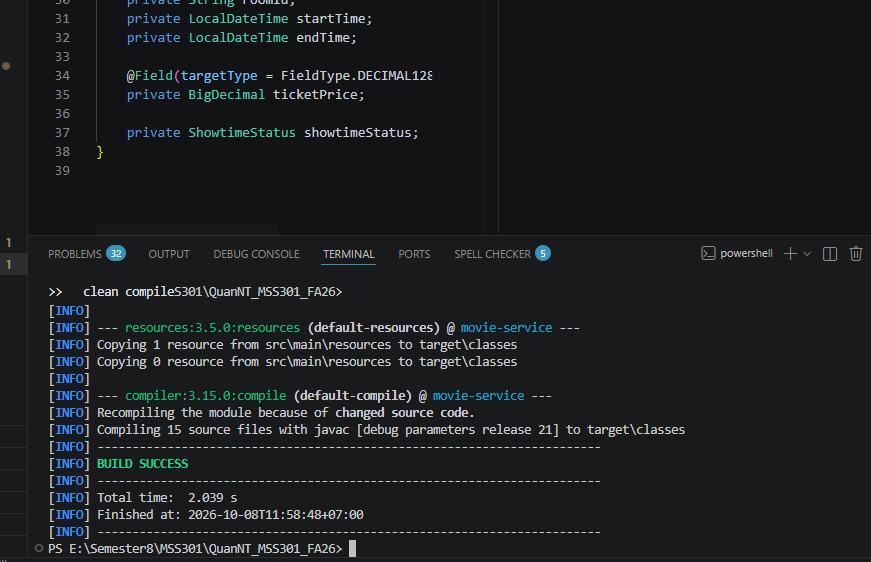 30 private String roomId;
31 private LocalDateTime startTime;
32 private LocalDateTime endTime;
33
34 @Field(targetType = FieldType.DECIMAL128
35 private BigDecimal ticketPrice;
36
37 private ShowtimeStatus showtimeStatus;
38 }
39
1
1
PROBLEMS 32 OUTPUT DEBUG CONSOLE TERMINAL PORTS SPELL CHECKER 5 powershell
>> clean compileS301\QuanNT_MSS301_FA26>
[INFO]
[INFO] --- resources:3.5.0:resources (default-resources) @ movie-service ---
[INFO] Copying 1 resource from src\main\resources to target\classes
[INFO] Copying 0 resource from src\main\resources to target\classes
[INFO]
[INFO] --- compiler:3.15.0:compile (default-compile) @ movie-service ---
[INFO] Recompiling the module because of changed source code.
[INFO] Compiling 15 source files with javac [debug parameters release 21] to target\classes
[INFO] ------------------------------------------------------------------------
[INFO] BUILD SUCCESS
[INFO] ------------------------------------------------------------------------
[INFO] Total time:  2.039 s
[INFO] Finished at: 2026-10-08T11:58:48+07:00
[INFO] ------------------------------------------------------------------------
PS E:\Semester8\MSS301\QuanNT_MSS301_FA26>